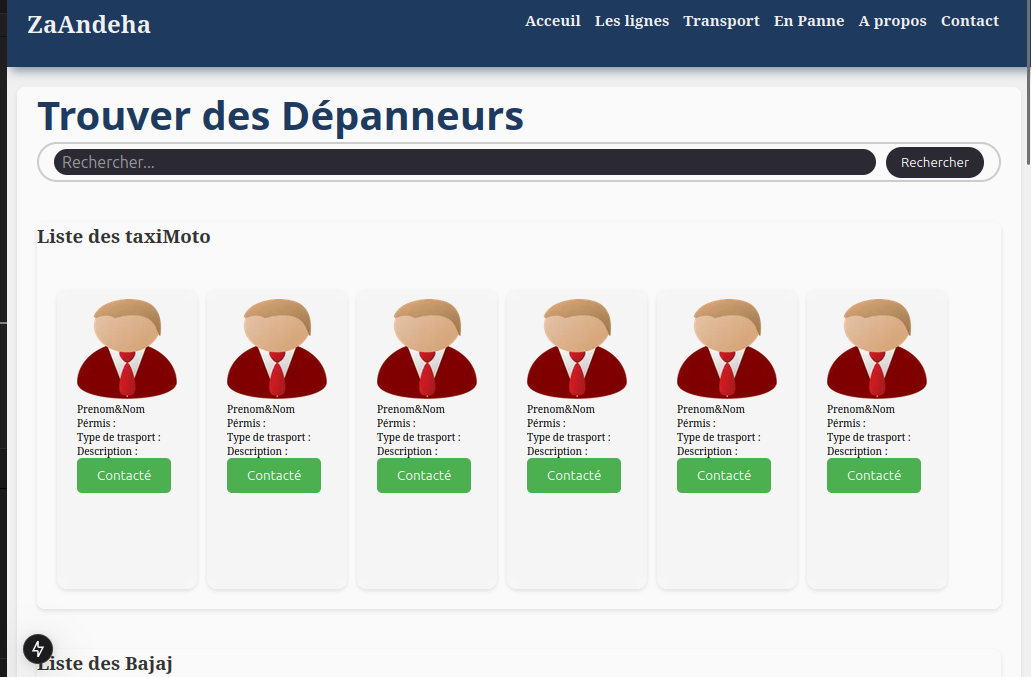 ZaAndeha
Acceuil Les lignes Transport En Panne A propos Contact
Trouver des Dépanneurs
Rechercher...
Rechercher
Liste des taxiMoto
Prenom&Nom
Pérmis :
Type de trasport :
Description :
Contacté
Prenom&Nom
Pérmis :
Type de trasport :
Description :
Contacté
Prenom&Nom
Pérmis :
Type de trasport :
Description :
Contacté
Prenom&Nom
Pérmis :
Type de trasport :
Description :
Contacté
Prenom&Nom
Pérmis :
Type de trasport :
Description :
Contacté
Prenom&Nom
Pérmis :
Type de trasport :
Description :
Contacté
Liste des Bajaj